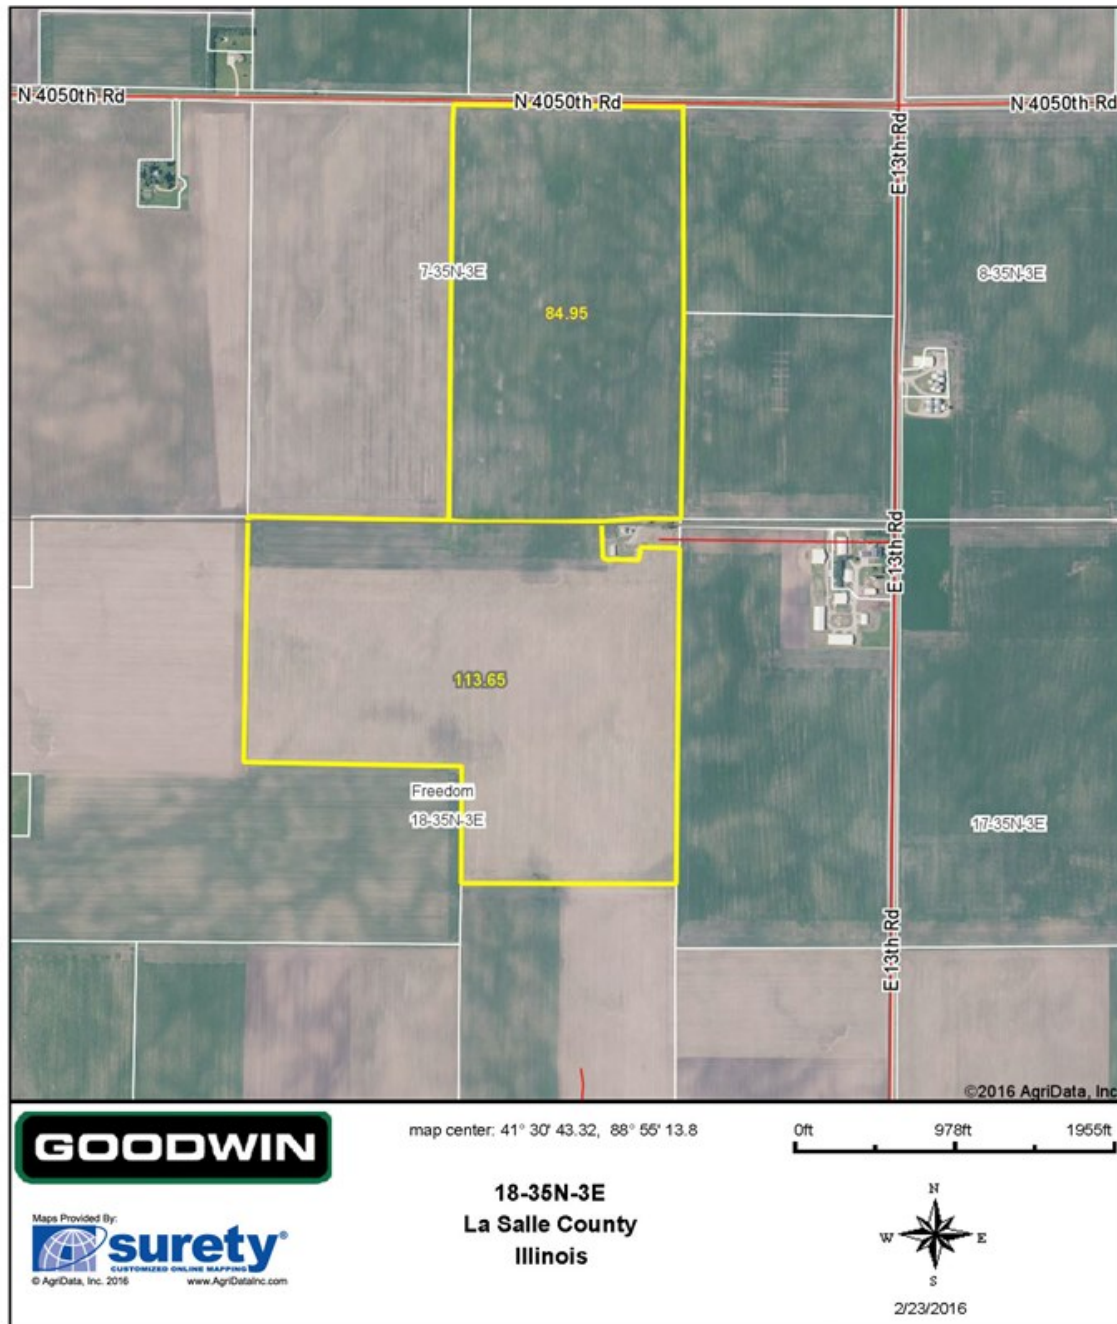 N 4050th Rd
N 4050th Rd
N 4050th Rd
E 13th Rd
7-35N-3E
8-35N-3E
84.95
E 13th Rd
113.65
Freedom
18-35N-3E
17-35N-3E
E 13th Rd
©2016 AgriData, Inc
GOODWIN
map center: 41° 30' 43.32, 88° 55' 13.8
0ft 978ft 1955ft
18-35N-3E
La Salle County
Illinois
Maps Provided By:
surety®
CUSTOMIZED ONLINE MAPPING
© AgriData, Inc. 2016 www.AgriDataInc.com
N
W E
S
2/23/2016